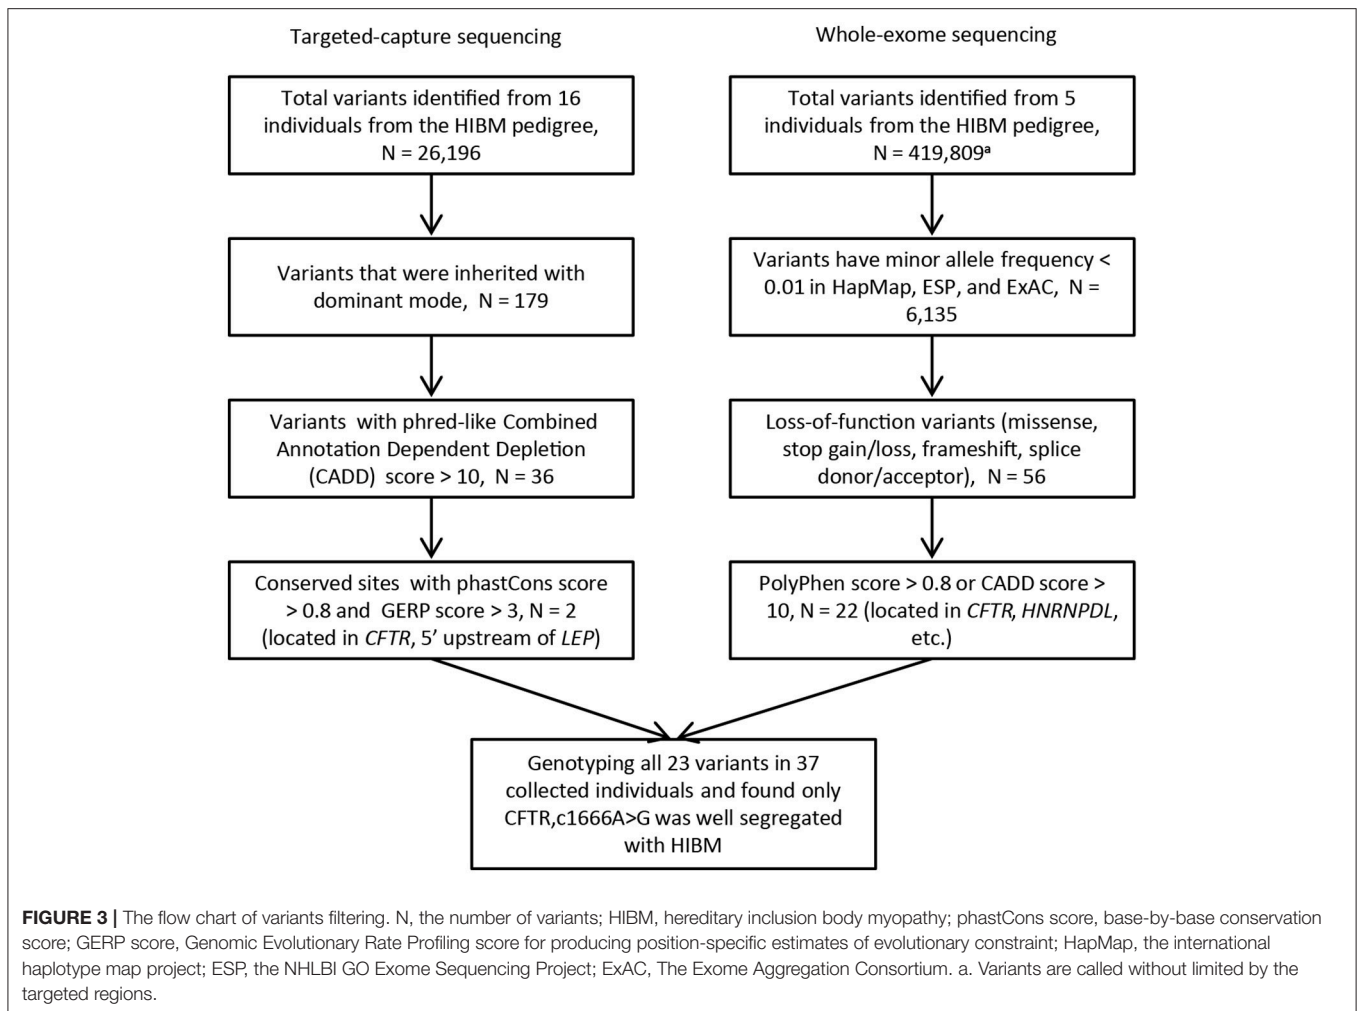 Targeted-capture sequencing
Total variants identified from 16
individuals from the HIBM pedigree,
N = 26,196
Variants that were inherited with
dominant mode, N = 179
Variants with phred-like Combined
Annotation Dependent Depletion
(CADD) score > 10, N = 36
Conserved sites with phastCons score
> 0.8 and GERP score > 3, N = 2
(located in CFTR, 5′ upstream of LEP)
Whole-exome sequencing
Total variants identified from 5
individuals from the HIBM pedigree,
N = 419,809ª
Variants have minor allele frequency <
0.01 in HapMap, ESP, and ExAC, N =
6,135
Loss-of-function variants (missense,
stop gain/loss, frameshift, splice
donor/acceptor), N = 56
PolyPhen score > 0.8 or CADD score >
10, N = 22 (located in CFTR, HNRNPDL,
etc.)
Genotyping all 23 variants in 37
collected individuals and found only
CFTR,c1666A>G was well segregated
with HIBM
FIGURE 3 | The flow chart of variants filtering. N, the number of variants; HIBM, hereditary inclusion body myopathy; phastCons score, base-by-base conservation
score; GERP score, Genomic Evolutionary Rate Profiling score for producing position-specific estimates of evolutionary constraint; HapMap, the international
haplotype map project; ESP, the NHLBI GO Exome Sequencing Project; ExAC, The Exome Aggregation Consortium. a. Variants are called without limited by the
targeted regions.